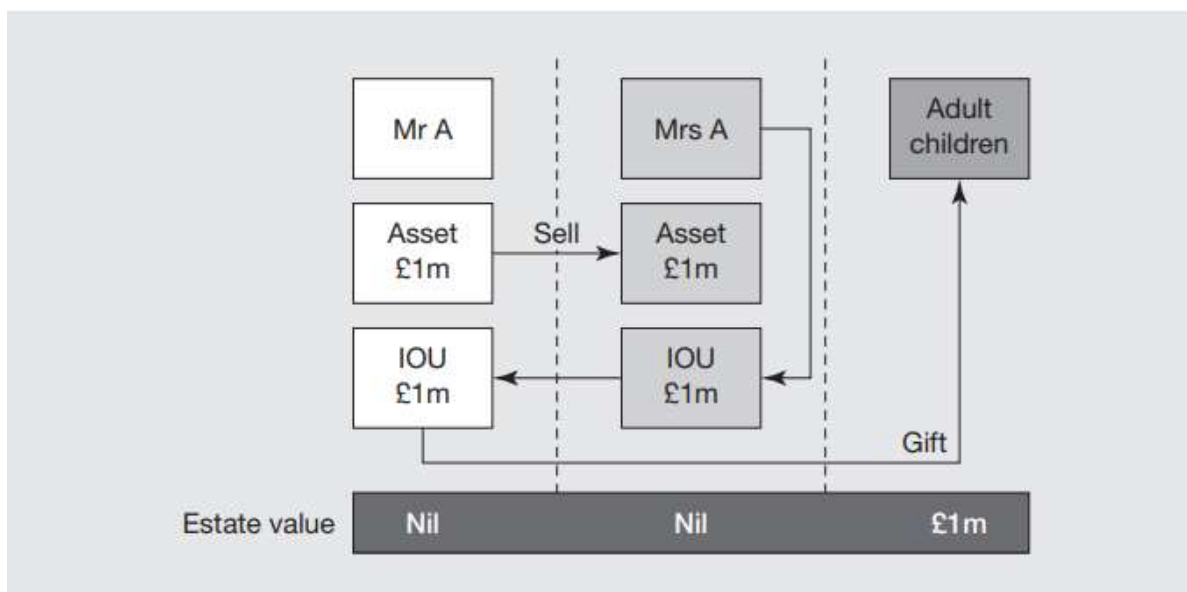 Mr A
Mrs A
Adult
children
Asset
£1m
Sell
Asset
£1m
IOU
£1m
IOU
£1m
Gift
Estate value
Nil
Nil
£1m